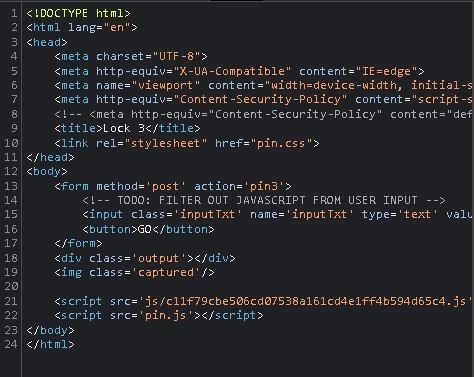 1 <!DOCTYPE html>
2 <html lang="en">
3 <head>
4 <meta charset="UTF-8">
5 <meta http-equiv="X-UA-Compatible" content="IE=edge">
6 <meta name="viewport" content="width=device-width, initial-s
7 <meta http-equiv="Content-Security-Policy" content="script-s
8 <!-- <meta http-equiv="Content-Security-Policy" content="def
9 <title>Lock 3</title>
10 <link rel="stylesheet" href="pin.css">
11 </head>
12 <body>
13 <form method='post' action='pin3'>
14 <!-- TODO: FILTER OUT JAVASCRIPT FROM USER INPUT -->
15 <input class='inputTxt' name='inputTxt' type='text' valu
16 <button>GO</button>
17 </form>
18 <div class='output'></div>
19 <img class='captured'/>
20
21 <script src='js/c11f79cbe506cd07538a161cd4e1ff4b594d65c4.js'
22 <script src='pin.js'></script>
23 </body>
24 </html>